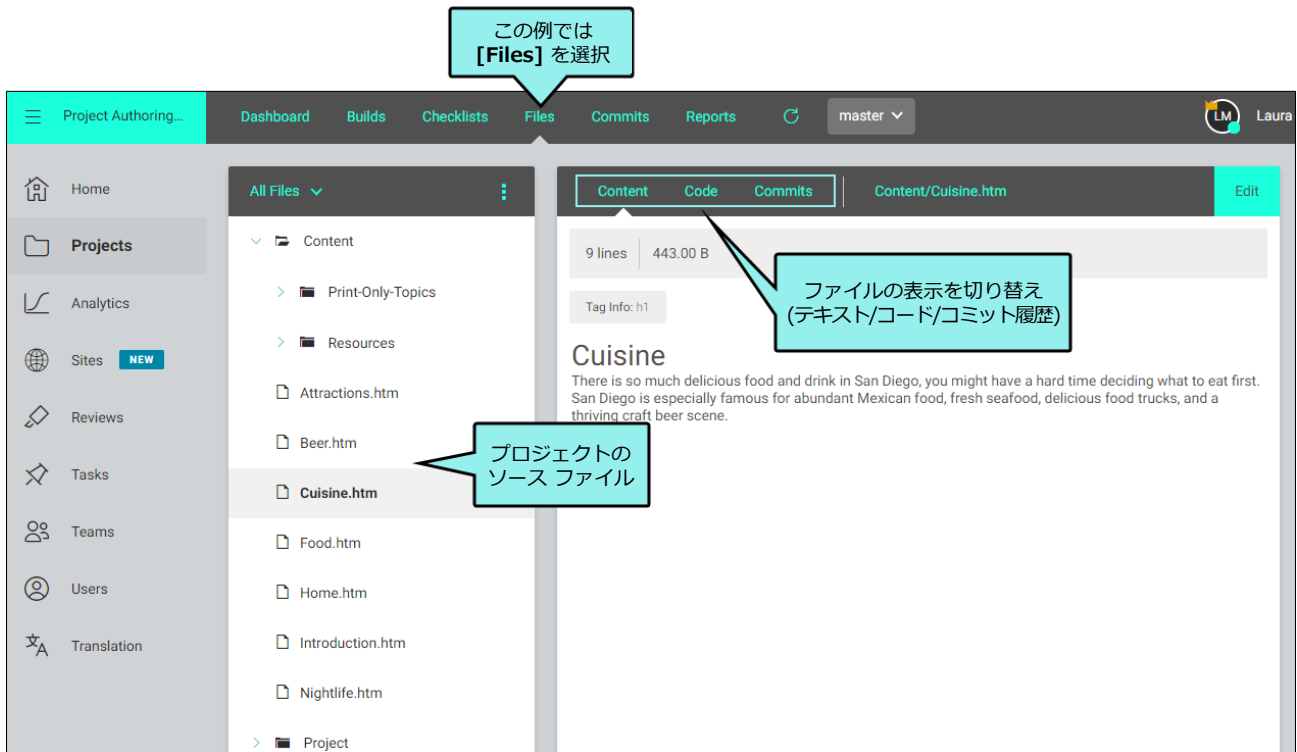 この例では
[Files] を選択
Project Authoring...
Dashboard
Builds
Checklists
Files
Commits
Reports
master
LM
Laura
Home
Projects
Analytics
Sites
NEW
Reviews
Tasks
Teams
Users
Translation
All Files
Content
Print-Only-Topics
Resources
Attractions.htm
Beer.htm
Cuisine.htm
Food.htm
Home.htm
Introduction.htm
Nightlife.htm
Project
プロジェクトの
ソース ファイル
Content
Code
Commits
Content/Cuisine.htm
Edit
9 lines
443.00 B
ファイルの表示を切り替え
(テキスト/コード/コミット履歴)
Tag Info: h1
Cuisine
There is so much delicious food and drink in San Diego, you might have a hard time deciding what to eat first.
San Diego is especially famous for abundant Mexican food, fresh seafood, delicious food trucks, and a
thriving craft beer scene.